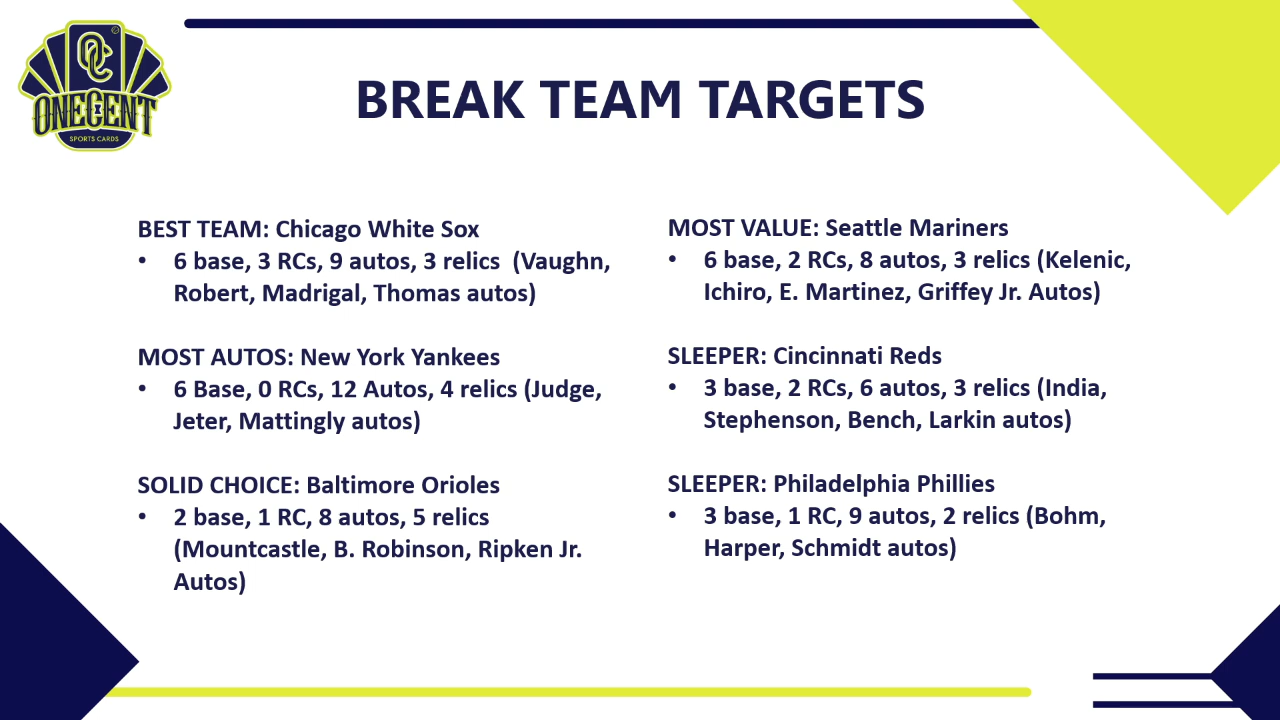 OC
ONECENT
SPORTS CARDS
BREAK TEAM TARGETS
BEST TEAM: Chicago White Sox
• 6 base, 3 RCs, 9 autos, 3 relics  (Vaughn,
Robert, Madrigal, Thomas autos)
MOST AUTOS: New York Yankees
• 6 Base, 0 RCs, 12 Autos, 4 relics (Judge,
Jeter, Mattingly autos)
SOLID CHOICE: Baltimore Orioles
• 2 base, 1 RC, 8 autos, 5 relics
(Mountcastle, B. Robinson, Ripken Jr.
Autos)
MOST VALUE: Seattle Mariners
• 6 base, 2 RCs, 8 autos, 3 relics (Kelenic,
Ichiro, E. Martinez, Griffey Jr. Autos)
SLEEPER: Cincinnati Reds
• 3 base, 2 RCs, 6 autos, 3 relics (India,
Stephenson, Bench, Larkin autos)
SLEEPER: Philadelphia Phillies
• 3 base, 1 RC, 9 autos, 2 relics (Bohm,
Harper, Schmidt autos)